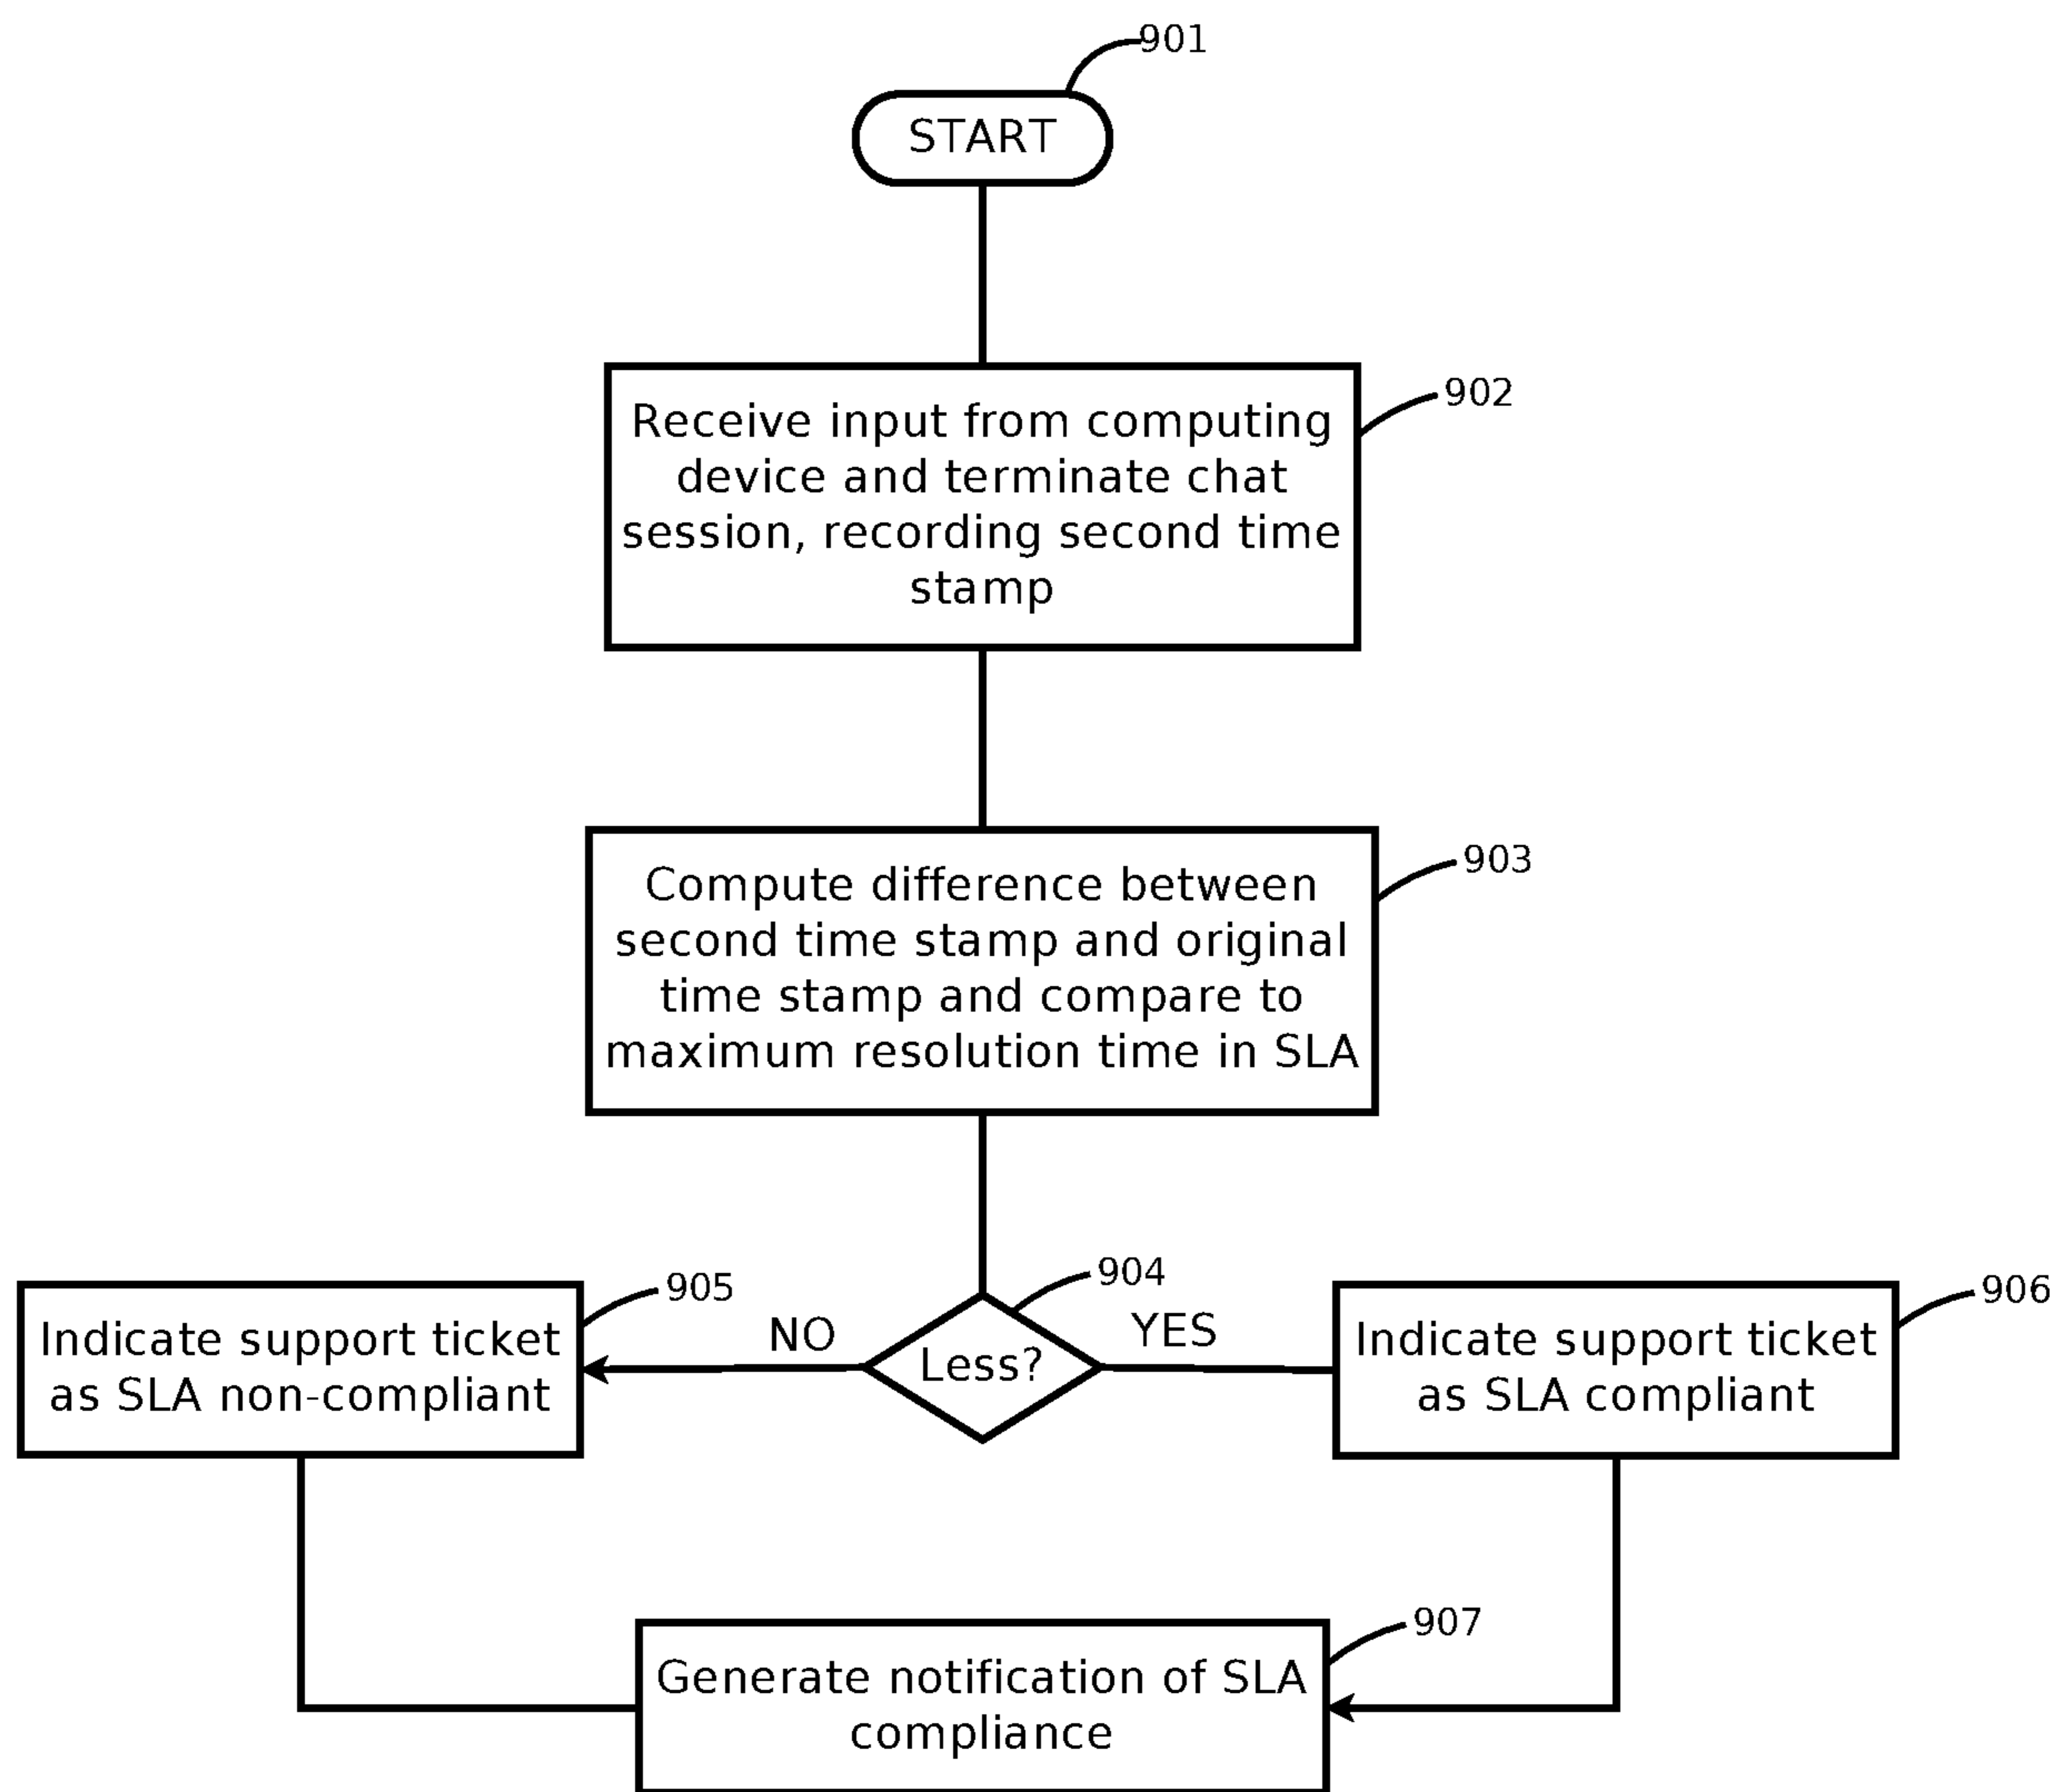 901
START
902
Receive input from computing
device and terminate chat
session, recording second time
stamp
903
Compute difference between
second time stamp and original
time stamp and compare to
maximum resolution time in SLA
904
Less?
NO
YES
905
Indicate support ticket
as SLA non-compliant
906
Indicate support ticket
as SLA compliant
907
Generate notification of SLA
compliance